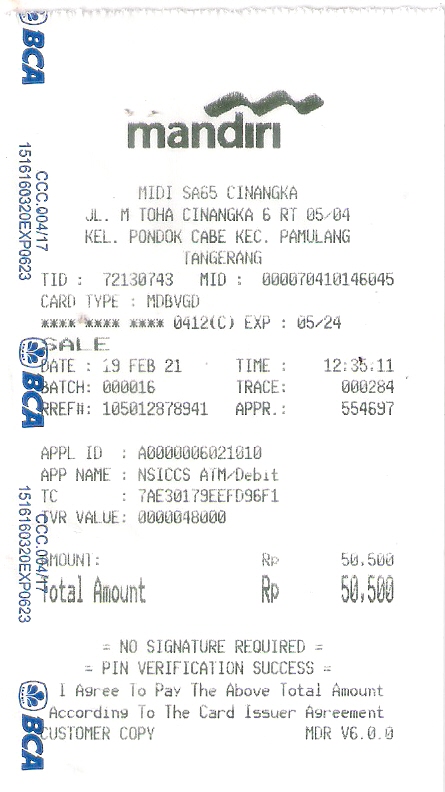 mandiri
MIDI SA65 CINANGKA
JL. M TOHA CINANGKA 6 RT 05/04
KEL. PONDOK CABE KEC. PAMULANG
TANGERANG
TID : 72130743 MID : 000070410146045
CARD TYPE : MDBVGD
**** **** **** 0412(C) EXP : 05/24
SALE
DATE : 19 FEB 21 TIME : 12:35:11
BATCH: 000016 TRACE: 000284
RREF#: 105012878941 APPR.: 554697
APPL ID : A0000006021010
APP NAME : NSICCS ATM/Debit
TC : 7AE30179EEFD96F1
TVR VALUE: 0000048000
AMOUNT: Rp 50,500
Total Amount Rp 50,500
= NO SIGNATURE REQUIRED =
= PIN VERIFICATION SUCCESS =
I Agree To Pay The Above Total Amount
According To The Card Issuer Agreement
CUSTOMER COPY MDR V6.0.0
BCA
CCC.004/17
1516160320EXP0623
BCA
CCC.004/17
1516160320EXP0623
BCA